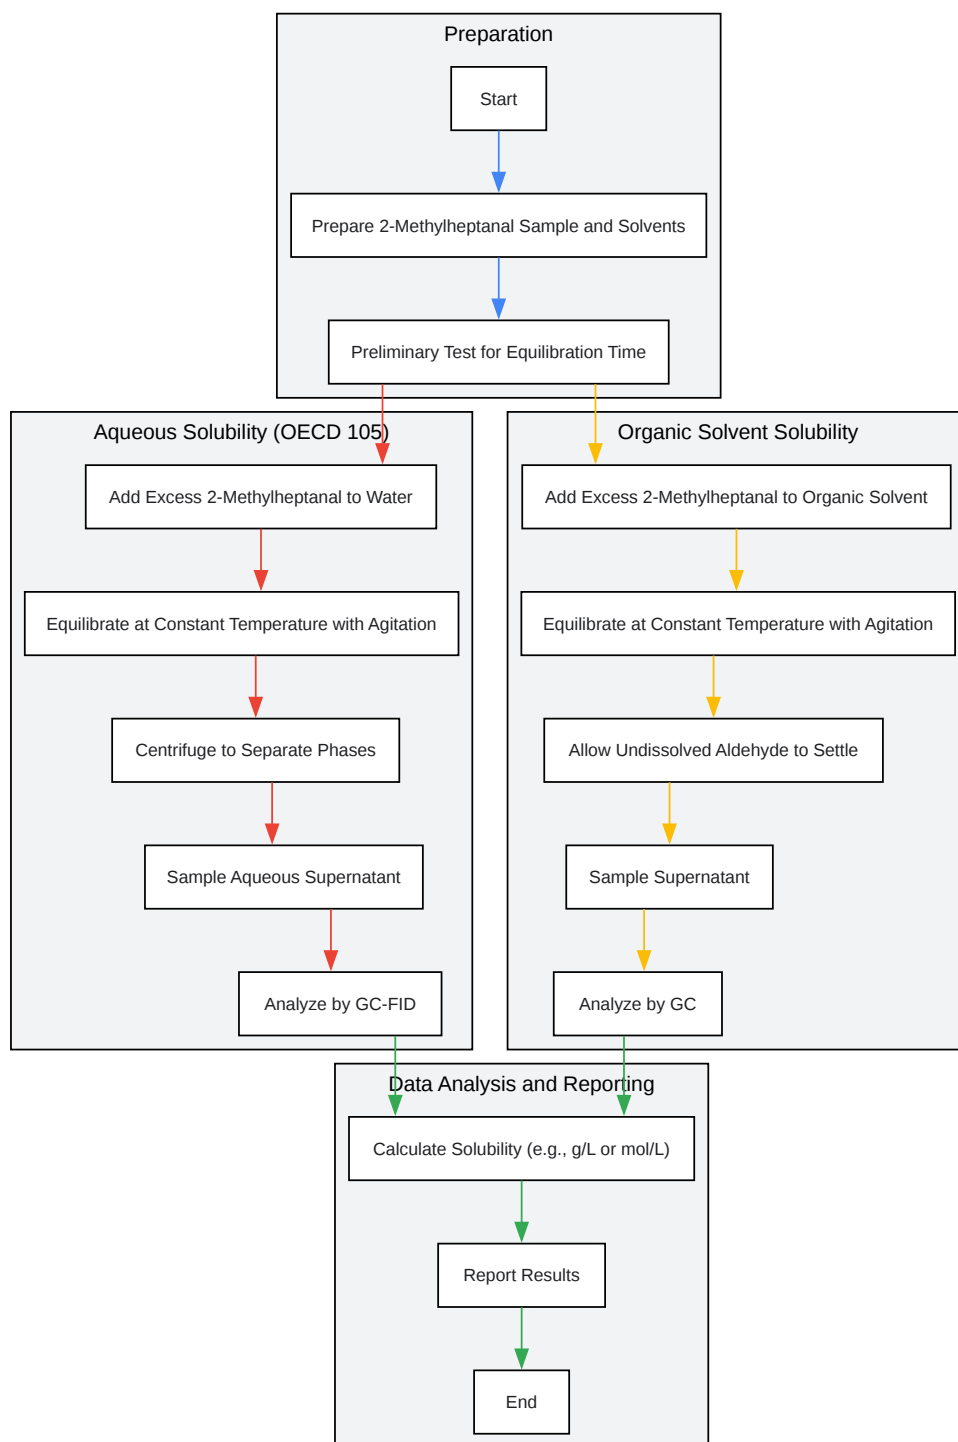 Preparation
Start
Prepare 2-Methylheptanal Sample and Solvents
Preliminary Test for Equilibration Time
Aqueous Solubility (OECD 105)
Add Excess 2-Methylheptanal to Water
Equilibrate at Constant Temperature with Agitation
Centrifuge to Separate Phases
Sample Aqueous Supernatant
Analyze by GC-FID
Organic Solvent Solubility
Add Excess 2-Methylheptanal to Organic Solvent
Equilibrate at Constant Temperature with Agitation
Allow Undissolved Aldehyde to Settle
Sample Supernatant
Analyze by GC
Data Analysis and Reporting
Calculate Solubility (e.g., g/L or mol/L)
Report Results
End